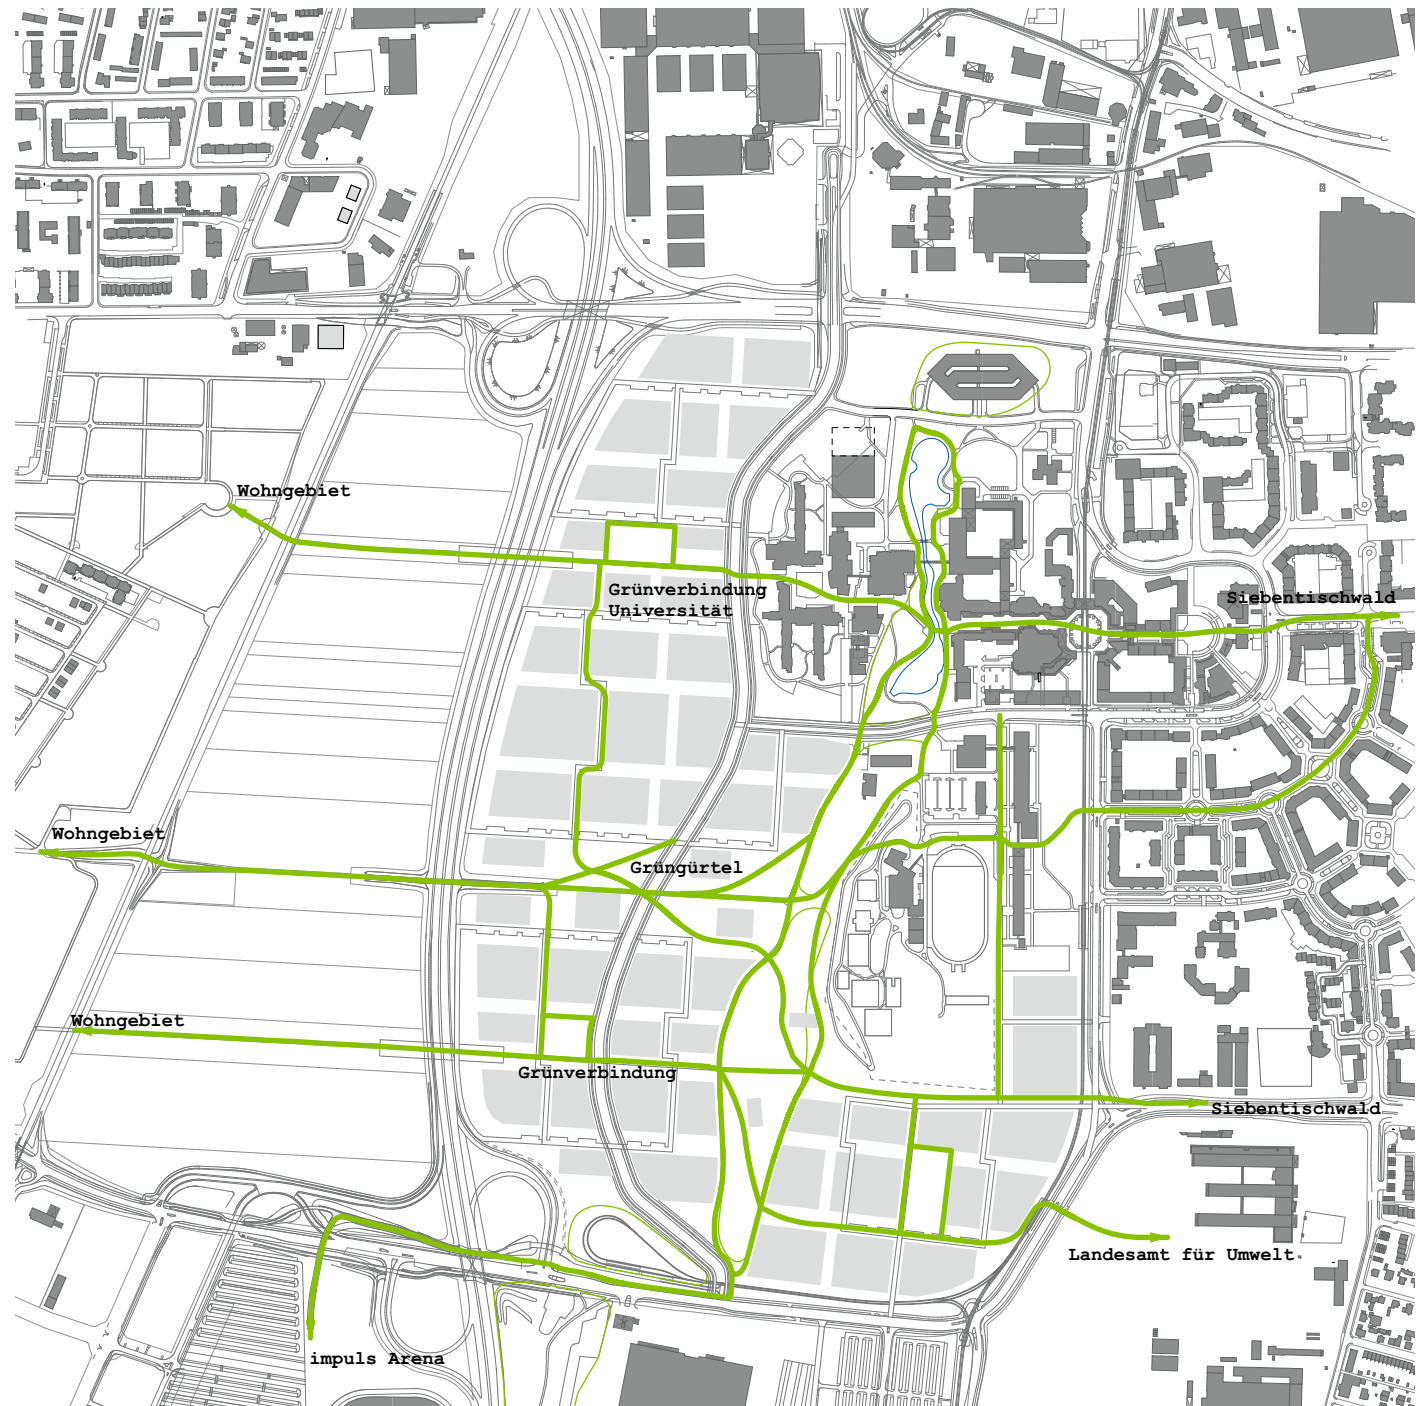 Wohngebiet
Grünverbindung
Universität
Siebentischwald
Wohngebiet
Grüngürtel
Wohngebiet
Grünverbindung
Siebentischwald
Landesamt für Umwelt
impuls Arena